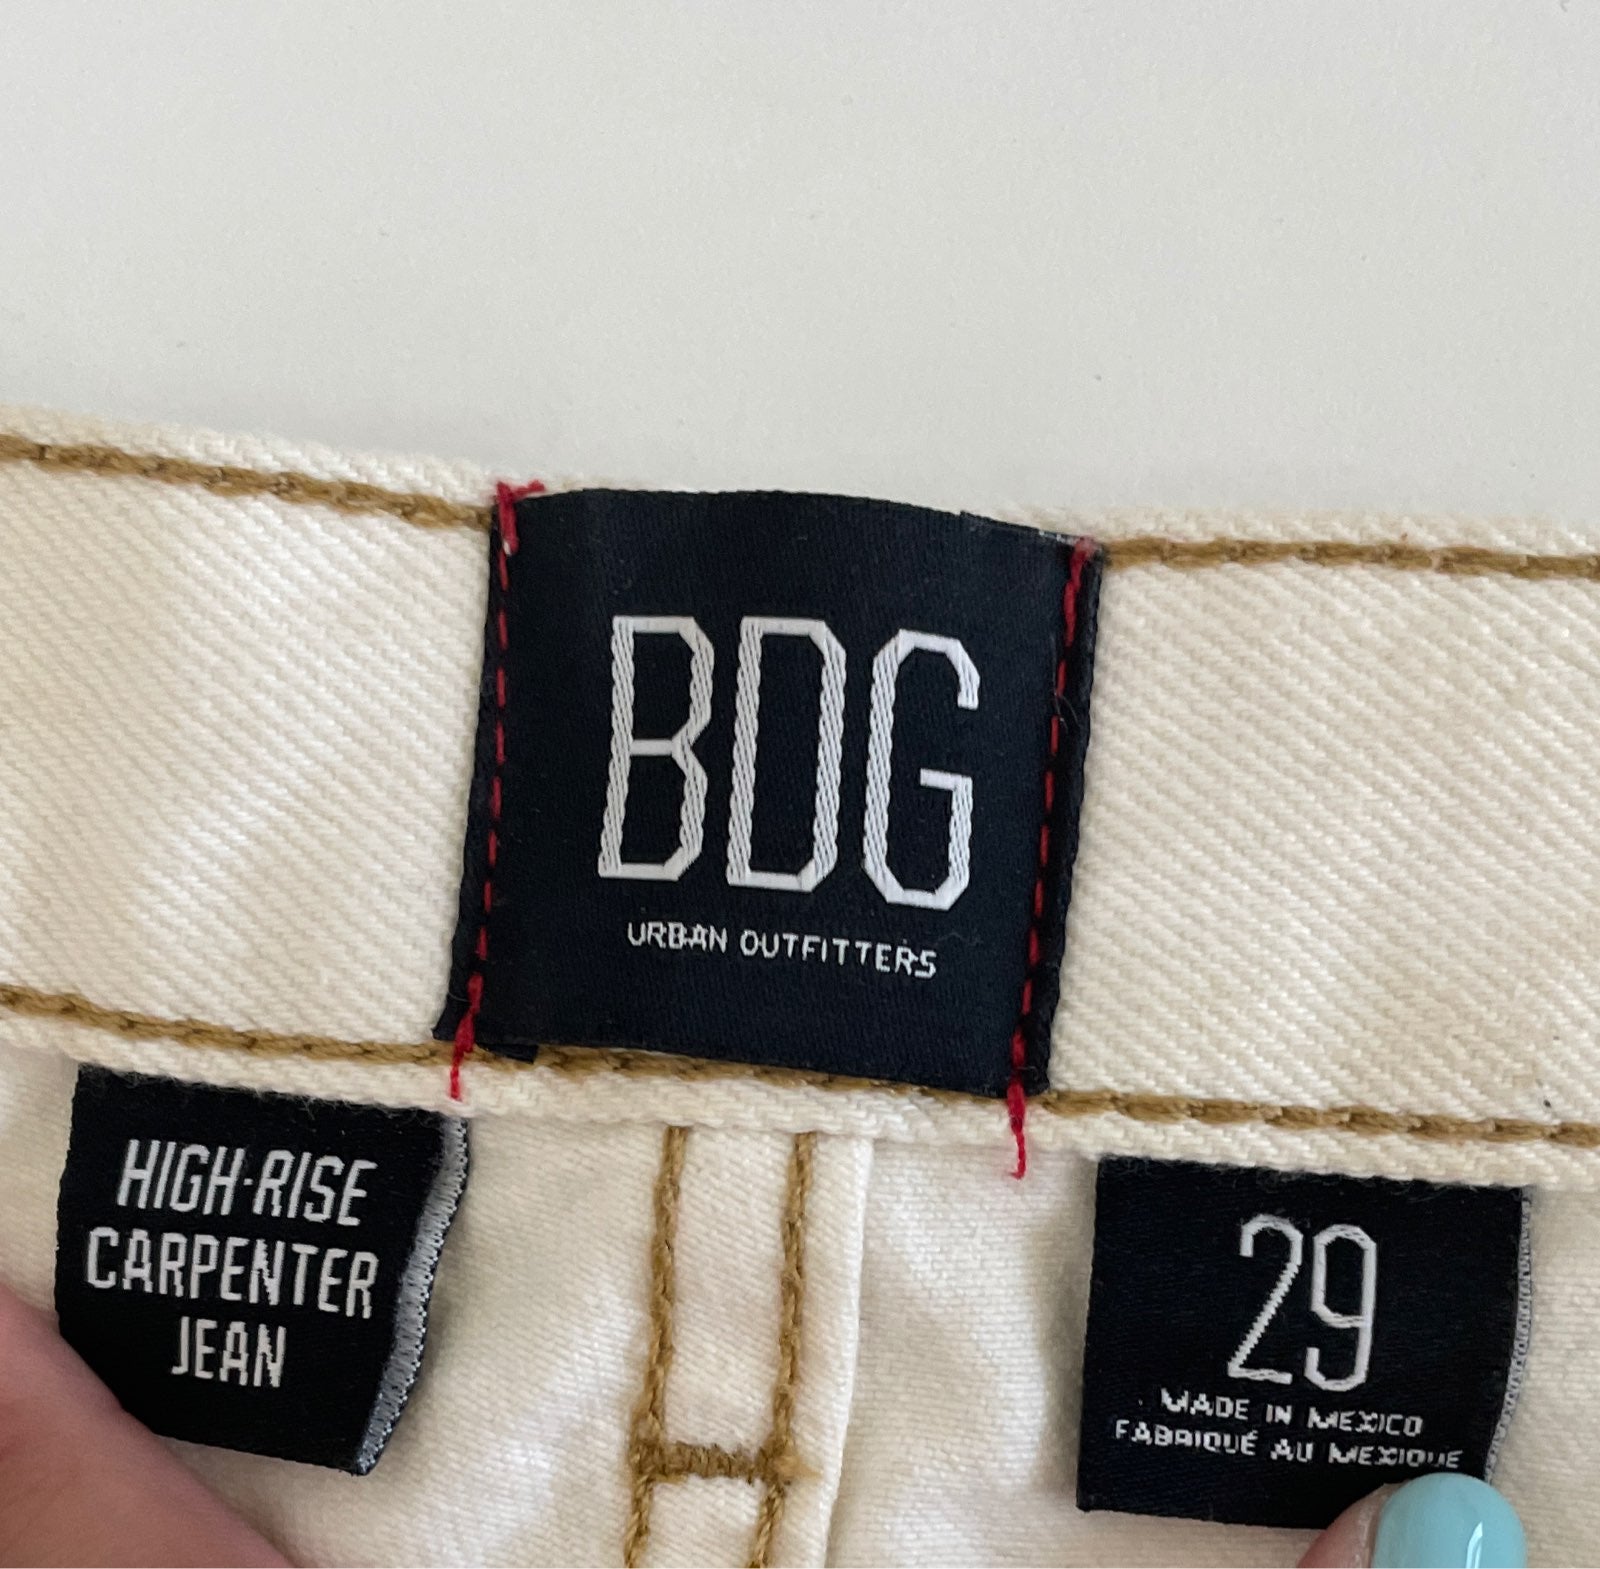 BDG
URBAN OUTFITTERS
HIGH-RISE
CARPENTER
JEAN
29
MADE IN MEXICO
FABRIQUÉ AU MEXIQUE